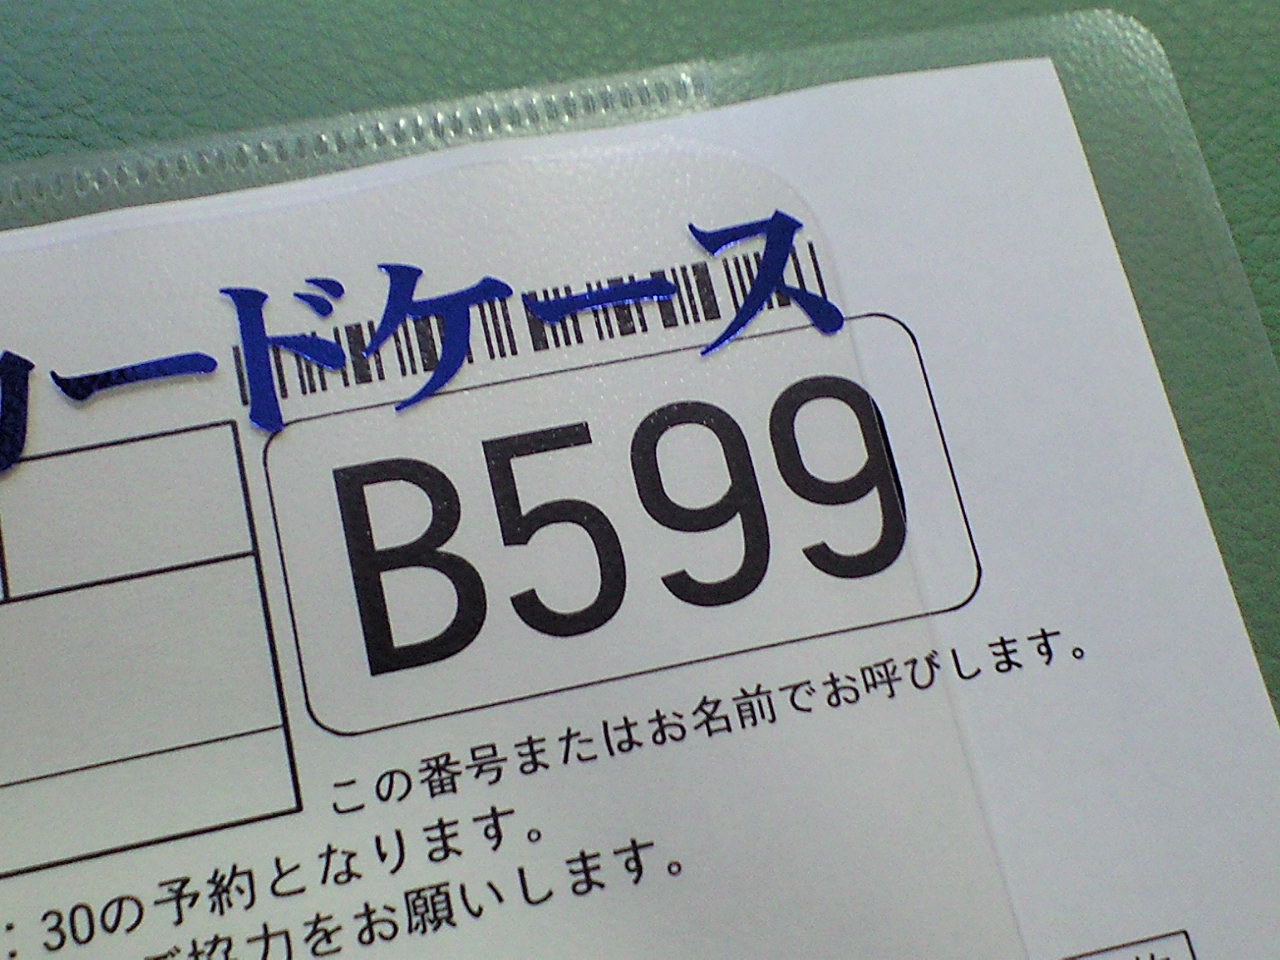 カードケース
B599
この番号またはお名前でお呼びします。
：30の予約となります。
ご協力をお願いします。